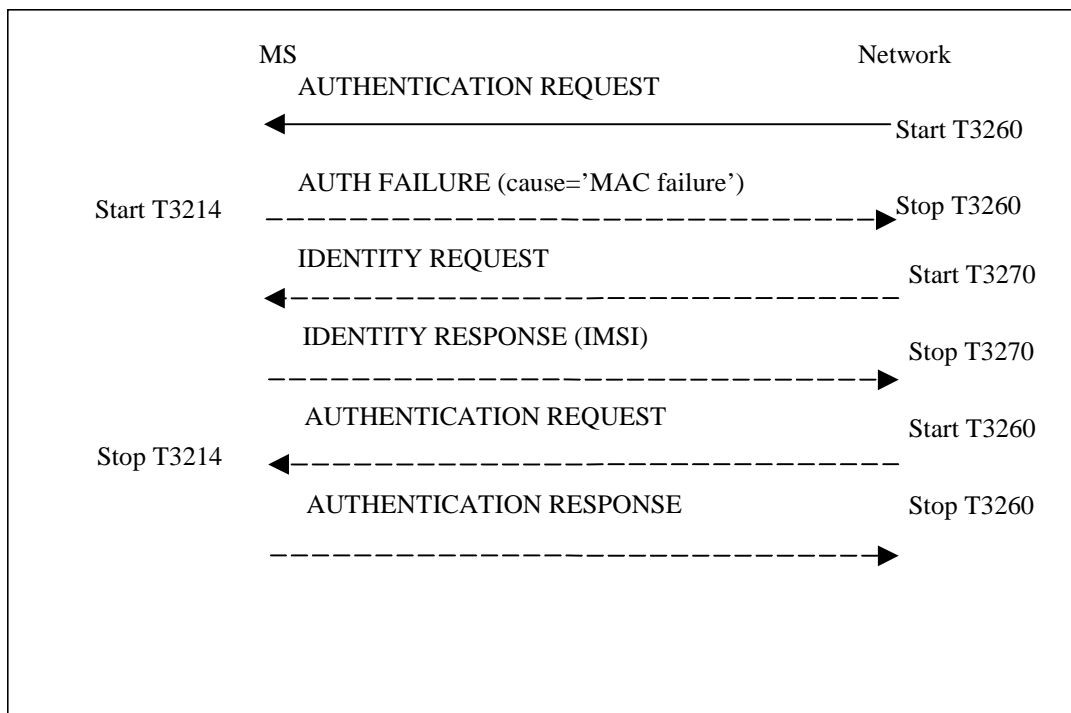 MS
Network
AUTHENTICATION REQUEST
Start T3260
AUTH FAILURE (cause=’MAC failure’)
Start T3214
Stop T3260
IDENTITY REQUEST
Start T3270
IDENTITY RESPONSE (IMSI)
Stop T3270
AUTHENTICATION REQUEST
Start T3260
Stop T3214
AUTHENTICATION RESPONSE
Stop T3260